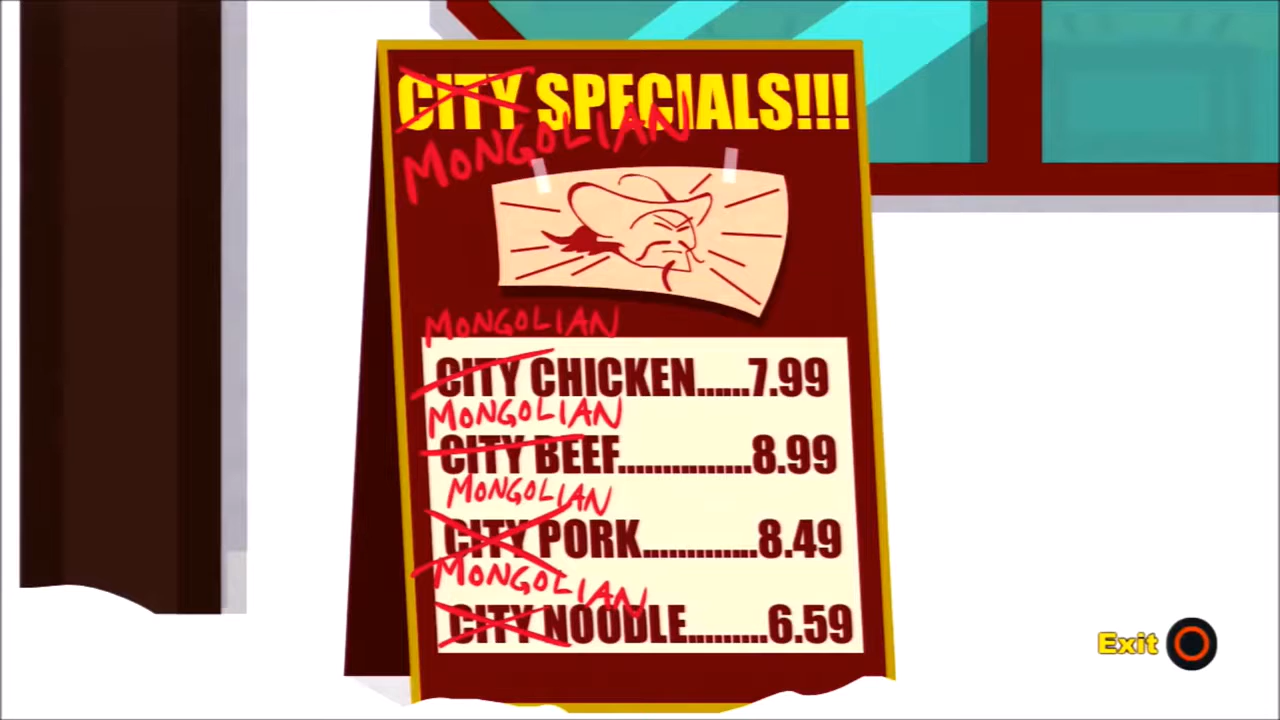 CITY SPECIALS!!!
MONGOLIAN
MONGOLIAN
CITY CHICKEN......7.99
MONGOLIAN
CITY BEEF................8.99
MONGOLIAN
CITY PORK..............8.49
MONGOLIAN
CITY NOODLE..........6.59
Exit